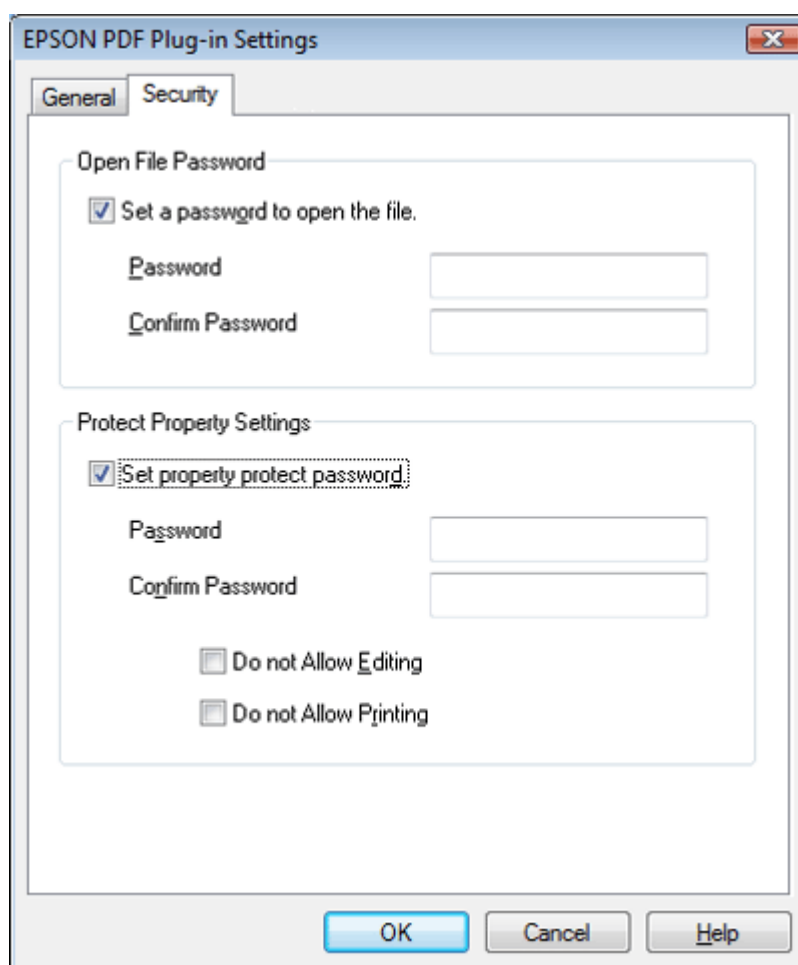 EPSON PDF Plug-in Settings
General Security
Open File Password
Set a password to open the file.
Password
Confirm Password
Protect Property Settings
Set property protect password.
Password
Confirm Password
Do not Allow Editing
Do not Allow Printing
OK Cancel Help